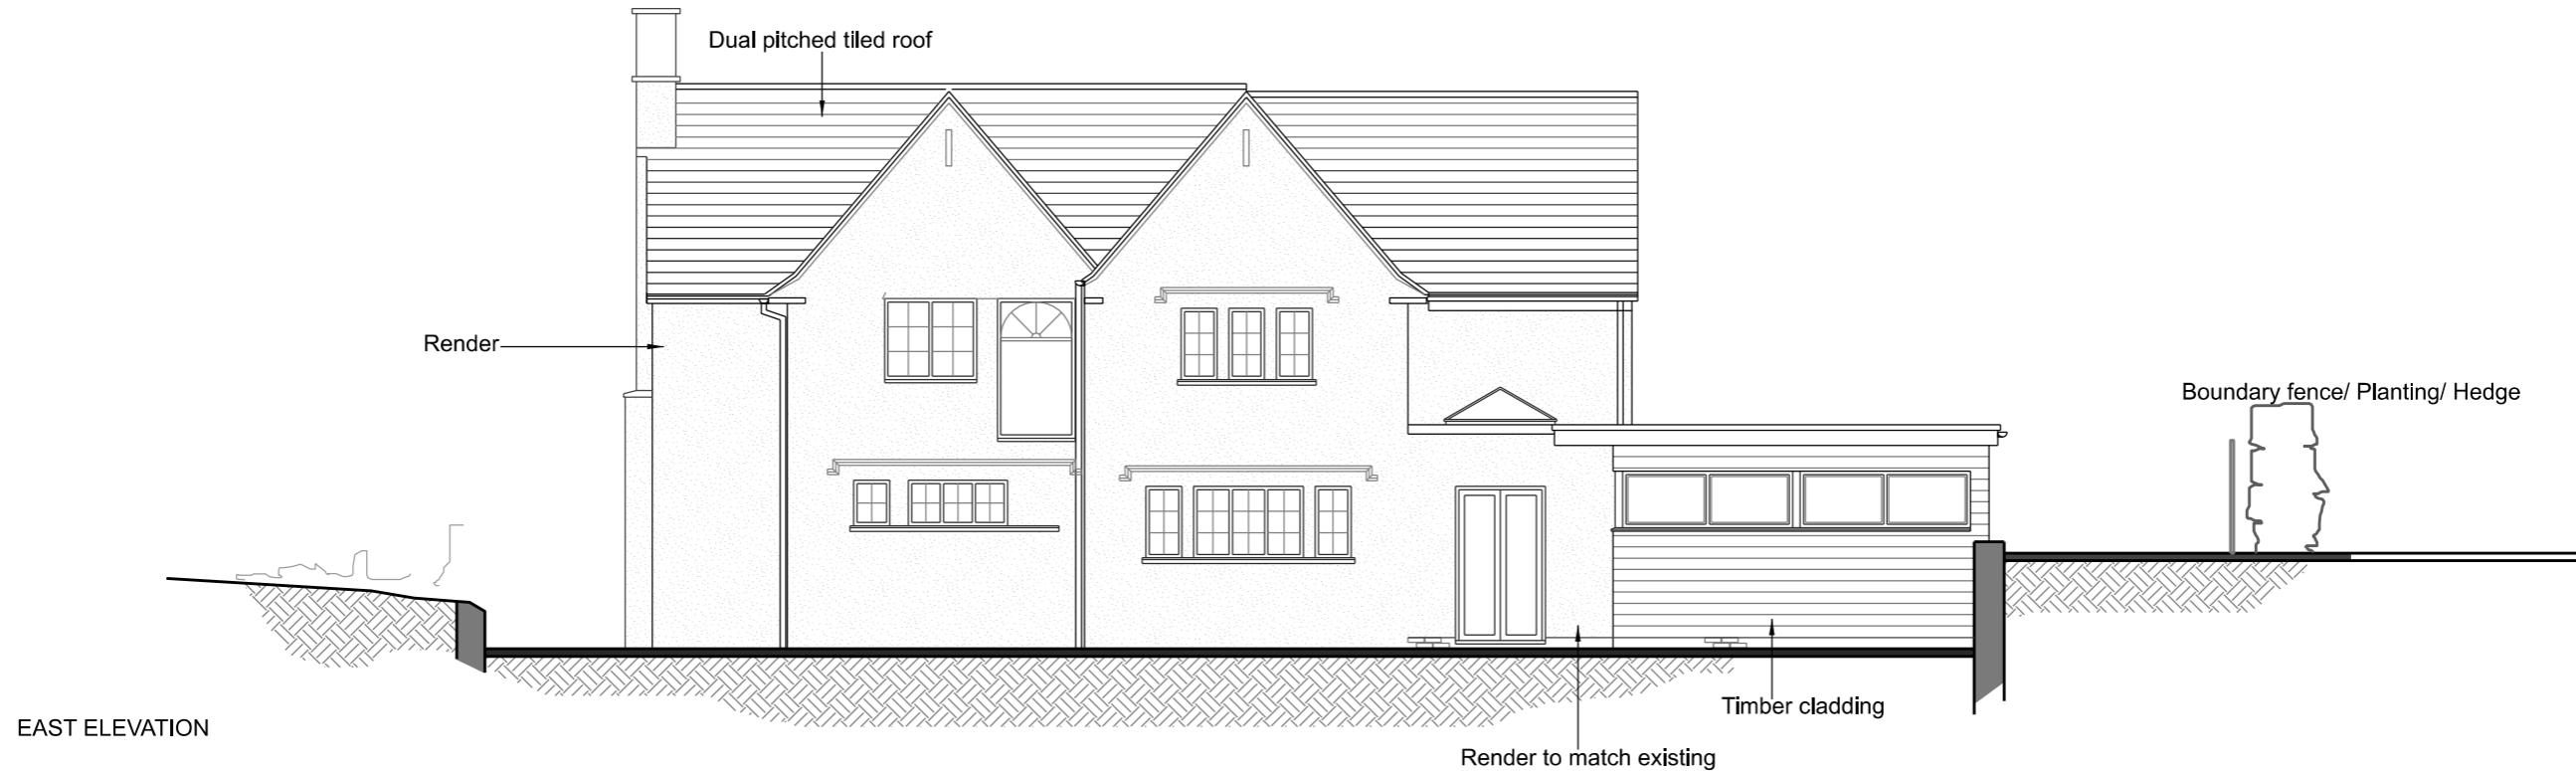 Dual pitched tiled roof
Render
Boundary fence/ Planting/ Hedge
Timber cladding
EAST ELEVATION
Render to match existing